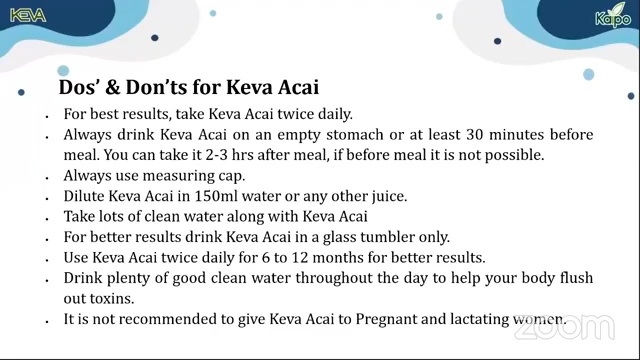 KEVA
Kapo
Dos' & Don'ts for Keva Acai
• For best results, take Keva Acai twice daily.
• Always drink Keva Acai on an empty stomach or at least 30 minutes before
meal. You can take it 2-3 hrs after meal, if before meal it is not possible.
• Always use measuring cap.
• Dilute Keva Acai in 150ml water or any other juice.
• Take lots of clean water along with Keva Acai
• For better results drink Keva Acai in a glass tumbler only.
• Use Keva Acai twice daily for 6 to 12 months for better results.
• Drink plenty of good clean water throughout the day to help your body flush
out toxins.
• It is not recommended to give Keva Acai to Pregnant and lactating women.
zoom